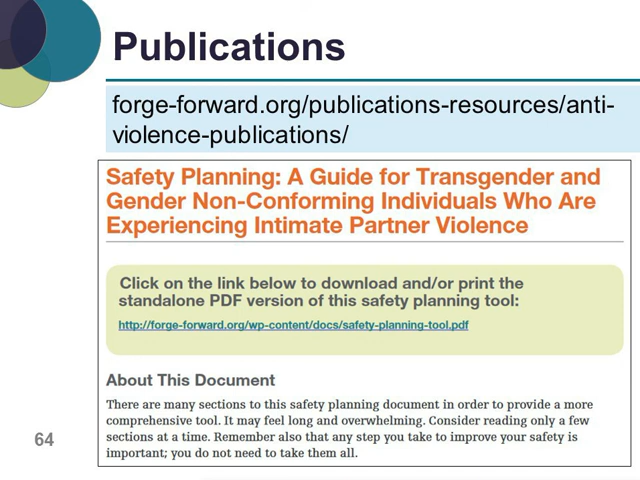 Publications
forge-forward.org/publications-resources/anti-
violence-publications/
Safety Planning: A Guide for Transgender and
Gender Non-Conforming Individuals Who Are
Experiencing Intimate Partner Violence
Click on the link below to download and/or print the
standalone PDF version of this safety planning tool:
http://forge-forward.org/wp-content/docs/safety-planning-tool.pdf
About This Document
There are many sections to this safety planning document in order to provide a more
comprehensive tool. It may feel long and overwhelming. Consider reading only a few
sections at a time. Remember also that any step you take to improve your safety is
important; you do not need to take them all.
64